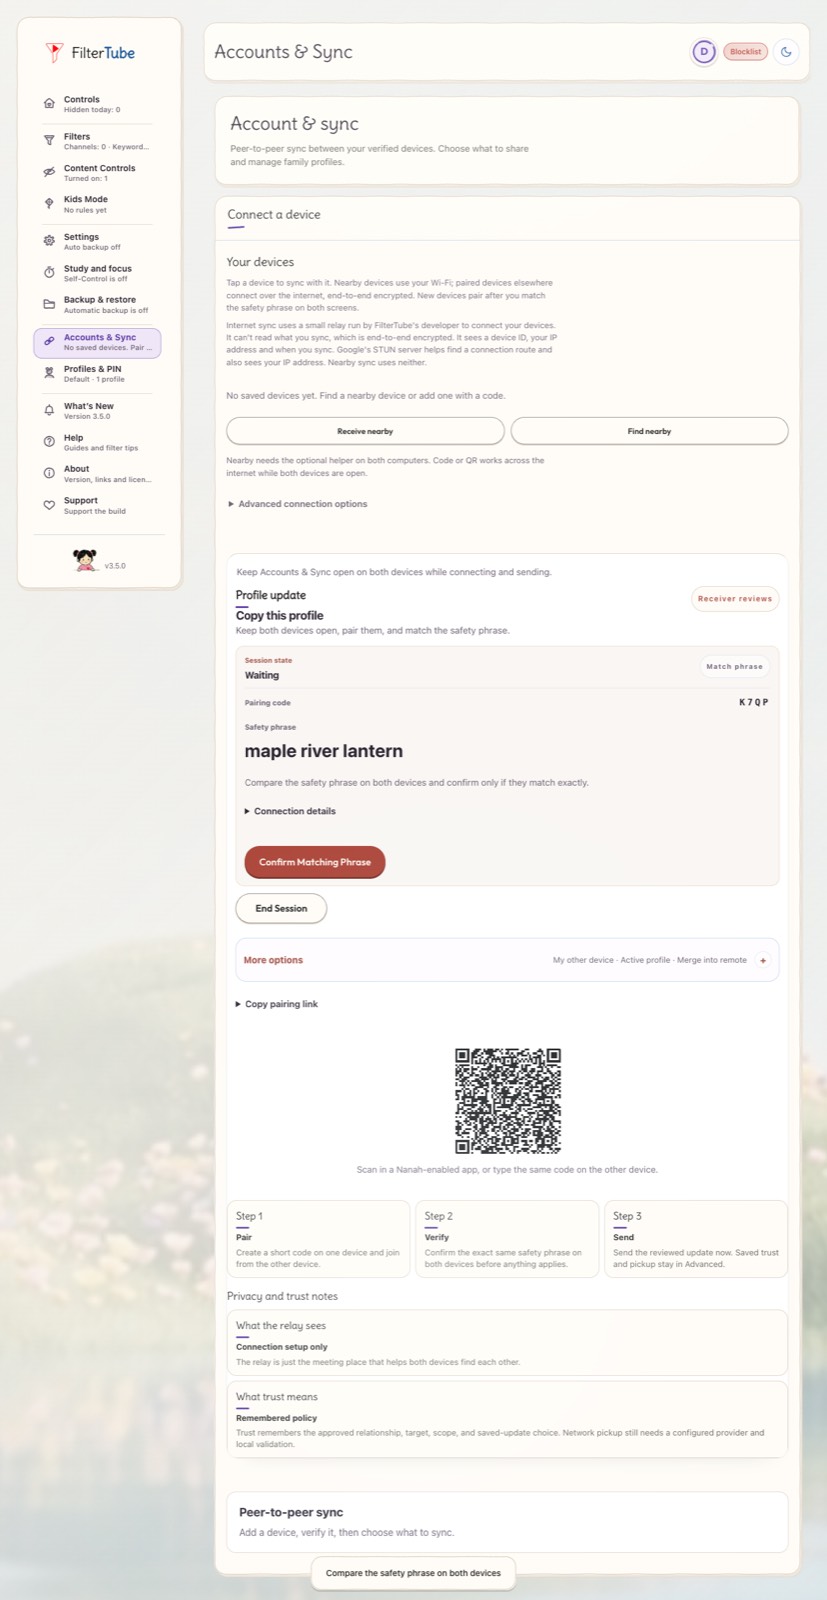 FilterTube
Controls
Hidden today: 0
Filters
Channels: 0 · Keyword...
Content Controls
Turned on: 1
Kids Mode
No rules yet
Settings
Auto backup off
Study and focus
Self-Control is off
Backup & restore
Automatic backup is off
Accounts & Sync
No saved devices. Pair ...
Profiles & PIN
Default · 1 profile
What's New
Version 3.5.0
Help
Guides and filter tips
About
Version, links and licen...
Support
Support the build
v3.5.0
Accounts & Sync
D
Blocklist
Account & sync
Peer-to-peer sync between your verified devices. Choose what to share
and manage family profiles.
Connect a device
Your devices
Tap a device to sync with it. Nearby devices use your Wi-Fi; paired devices elsewhere
connect over the internet, end-to-end encrypted. New devices pair after you match
the safety phrase on both screens.
Internet sync uses a small relay run by FilterTube's developer to connect your devices.
It can't read what you sync, which is end-to-end encrypted. It sees a device ID, your IP
address and when you sync. Google's STUN server helps find a connection route and
also sees your IP address. Nearby sync uses neither.
No saved devices yet. Find a nearby device or add one with a code.
Receive nearby
Find nearby
Nearby needs the optional helper on both computers. Code or QR works across the
internet while both devices are open.
Advanced connection options
Keep Accounts & Sync open on both devices while connecting and sending.
Profile update
Receiver reviews
Copy this profile
Keep both devices open, pair them, and match the safety phrase.
Session state
Waiting
Match phrase
Pairing code
K7QP
Safety phrase
maple river lantern
Compare the safety phrase on both devices and confirm only if they match exactly.
Connection details
Confirm Matching Phrase
End Session
More options
My other device · Active profile · Merge into remote
+
Copy pairing link
Scan in a Nanah-enabled app, or type the same code on the other device.
Step 1
Pair
Create a short code on one device and join
from the other device.
Step 2
Verify
Confirm the exact same safety phrase on
both devices before anything applies.
Step 3
Send
Send the reviewed update now. Saved trust
and pickup stay in Advanced.
Privacy and trust notes
What the relay sees
Connection setup only
The relay is just the meeting place that helps both devices find each other.
What trust means
Remembered policy
Trust remembers the approved relationship, target, scope, and saved-update choice. Network pickup still needs a configured provider and
local validation.
Peer-to-peer sync
Add a device, verify it, then choose what to sync.
Compare the safety phrase on both devices